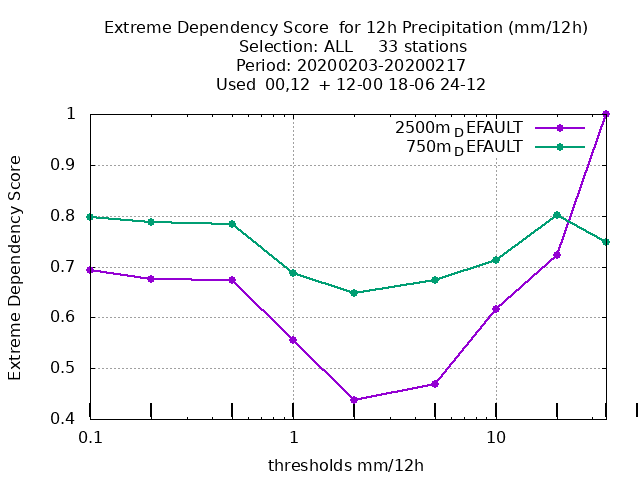 Extreme Dependency Score  for 12h Precipitation (mm/12h)
Selection: ALL     33 stations
Period: 20200203-20200217
Used  00,12  + 12-00 18-06 24-12
2500m_DEFAULT
750m_DEFAULT
Extreme Dependency Score
1
0.9
0.8
0.7
0.6
0.5
0.4
0.1 1 10
thresholds mm/12h